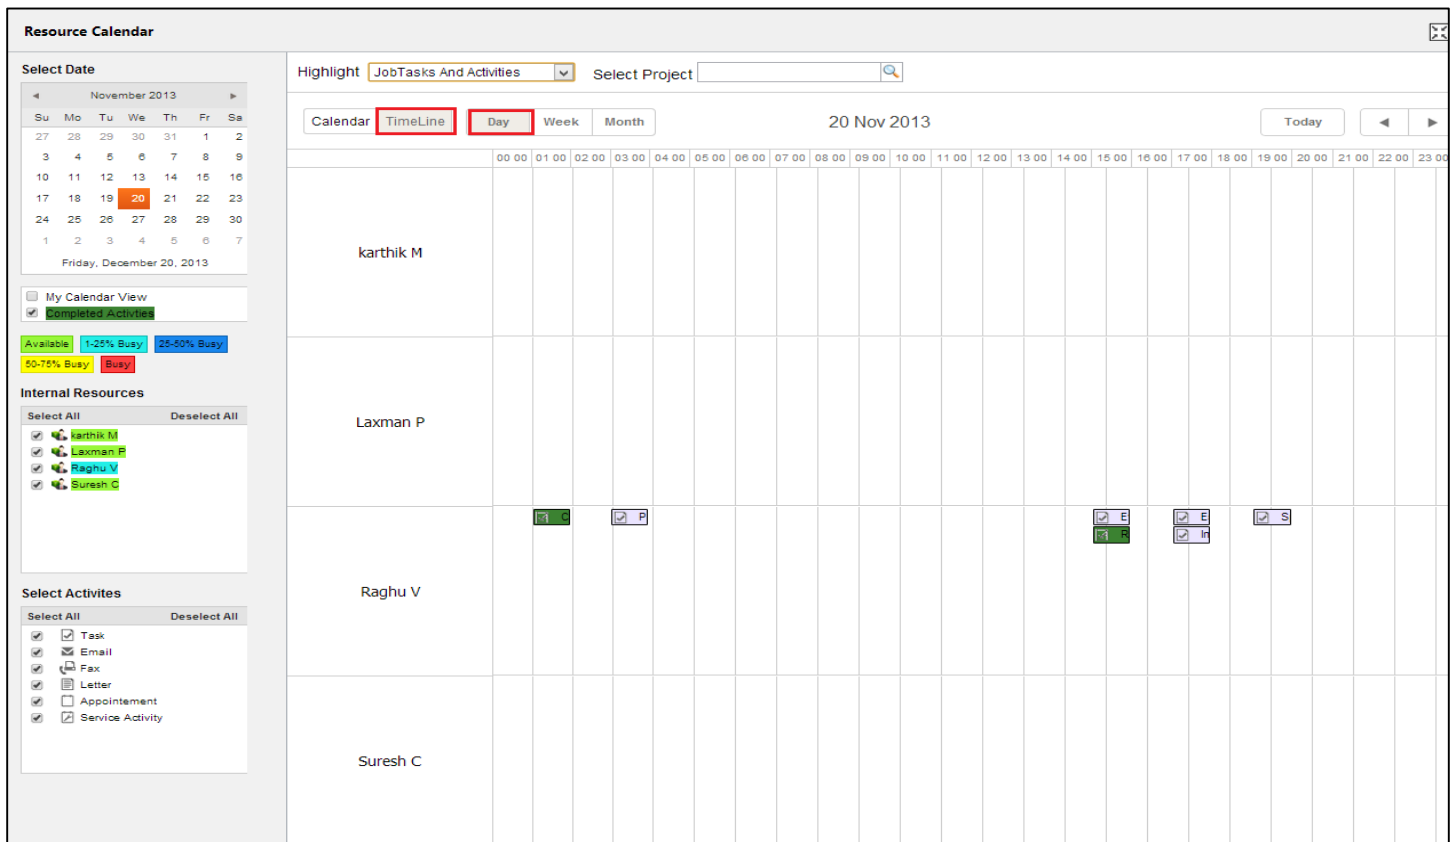 Resource Calendar
Select Date
November 2013
Su Mo Tu We Th Fr Sa
27 28 29 30 31 1 2
3 4 5 6 7 8 9
10 11 12 13 14 15 16
17 18 19 20 21 22 23
24 25 26 27 28 29 30
1 2 3 4 5 6 7
Friday, December 20, 2013
My Calendar View
Completed Activties
Available 1-25% Busy 25-50% Busy
50-75% Busy Busy
Internal Resources
Select All Deselect All
karthik M
Laxman P
Raghu V
Suresh C
Select Activites
Select All Deselect All
Task
Email
Fax
Letter
Appointement
Service Activity
Highlight JobTasks And Activities Select Project
Calendar TimeLine Day Week Month 20 Nov 2013 Today
00 00 01 00 02 00 03 00 04 00 05 00 06 00 07 00 08 00 09 00 10 00 11 00 12 00 13 00 14 00 15 00 16 00 17 00 18 00 19 00 20 00 21 00 22 00 23 00
karthik M
Laxman P
C P E E S
R In
Raghu V
Suresh C